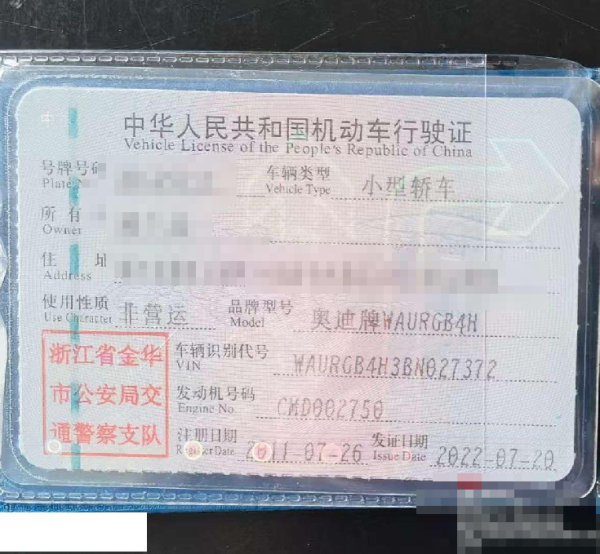 中华人民共和国机动车行驶证
Vehicle License of the People's Republic of China
号牌号码 车辆类型 小型轿车
Plate No. Vehicle Type
所有
Owner
住址
Address
使用性质 非营运 品牌型号 奥迪牌WAURGB4H
Use Character Model
浙江省金华
市公安局交
通警察支队
车辆识别代号 WAURGB4H3BN027372
VIN
发动机号码 CMD002750
Engine No.
注册日期 2011-07-26 发证日期 2022-07-20
Register Date Issue Date